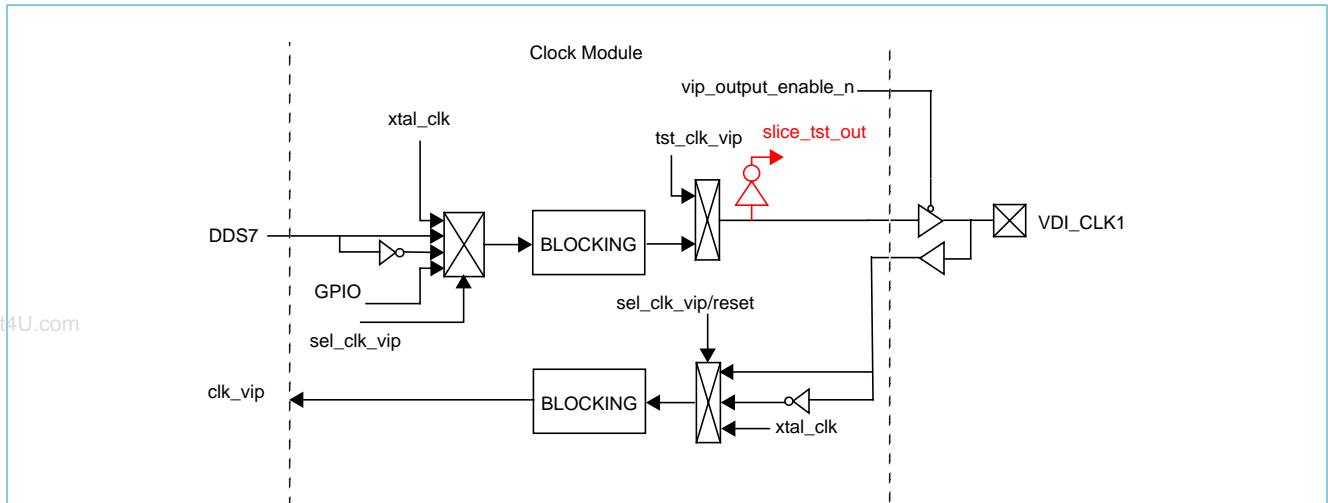 Clock Module
vip_output_enable_n
xtal_clk
tst_clk_vip
slice_tst_out
DDS7
BLOCKING
VDI_CLK1
GPIO
sel_clk_vip
sel_clk_vip/reset
t4U.com
clk_vip
BLOCKING
xtal_clk